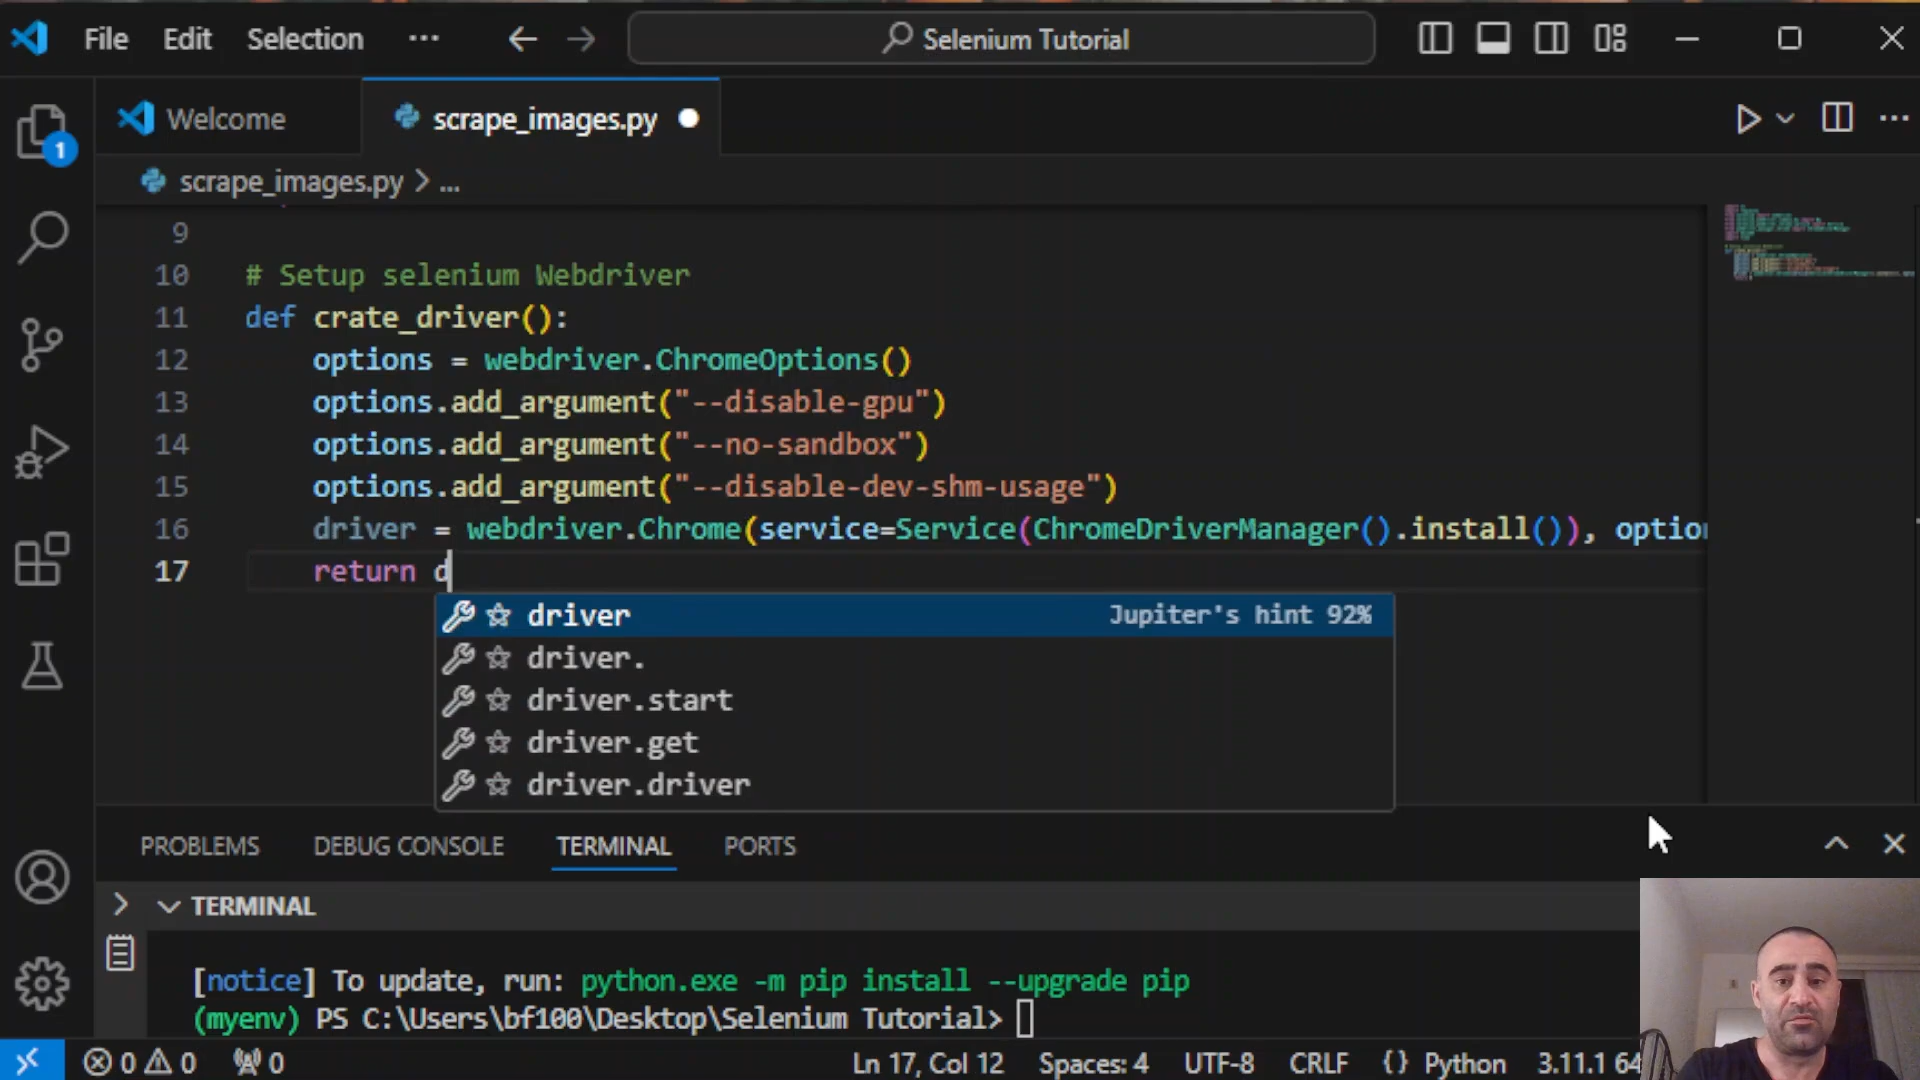 File Edit Selection ... Selenium Tutorial
Welcome scrape_images.py
1
scrape_images.py > ...
9
10 # Setup selenium Webdriver
11 def crate_driver():
12 options = webdriver.ChromeOptions()
13 options.add_argument("--disable-gpu")
14 options.add_argument("--no-sandbox")
15 options.add_argument("--disable-dev-shm-usage")
16 driver = webdriver.Chrome(service=Service(ChromeDriverManager().install()), option
17 return d
driver Jupiter's hint 92%
driver.
driver.start
driver.get
driver.driver
PROBLEMS DEBUG CONSOLE TERMINAL PORTS
TERMINAL
[notice] To update, run: python.exe -m pip install --upgrade pip
(myenv) PS C:\Users\bf100\Desktop\Selenium Tutorial>
0 0 0 Ln 17, Col 12 Spaces: 4 UTF-8 CRLF {} Python 3.11.1 64